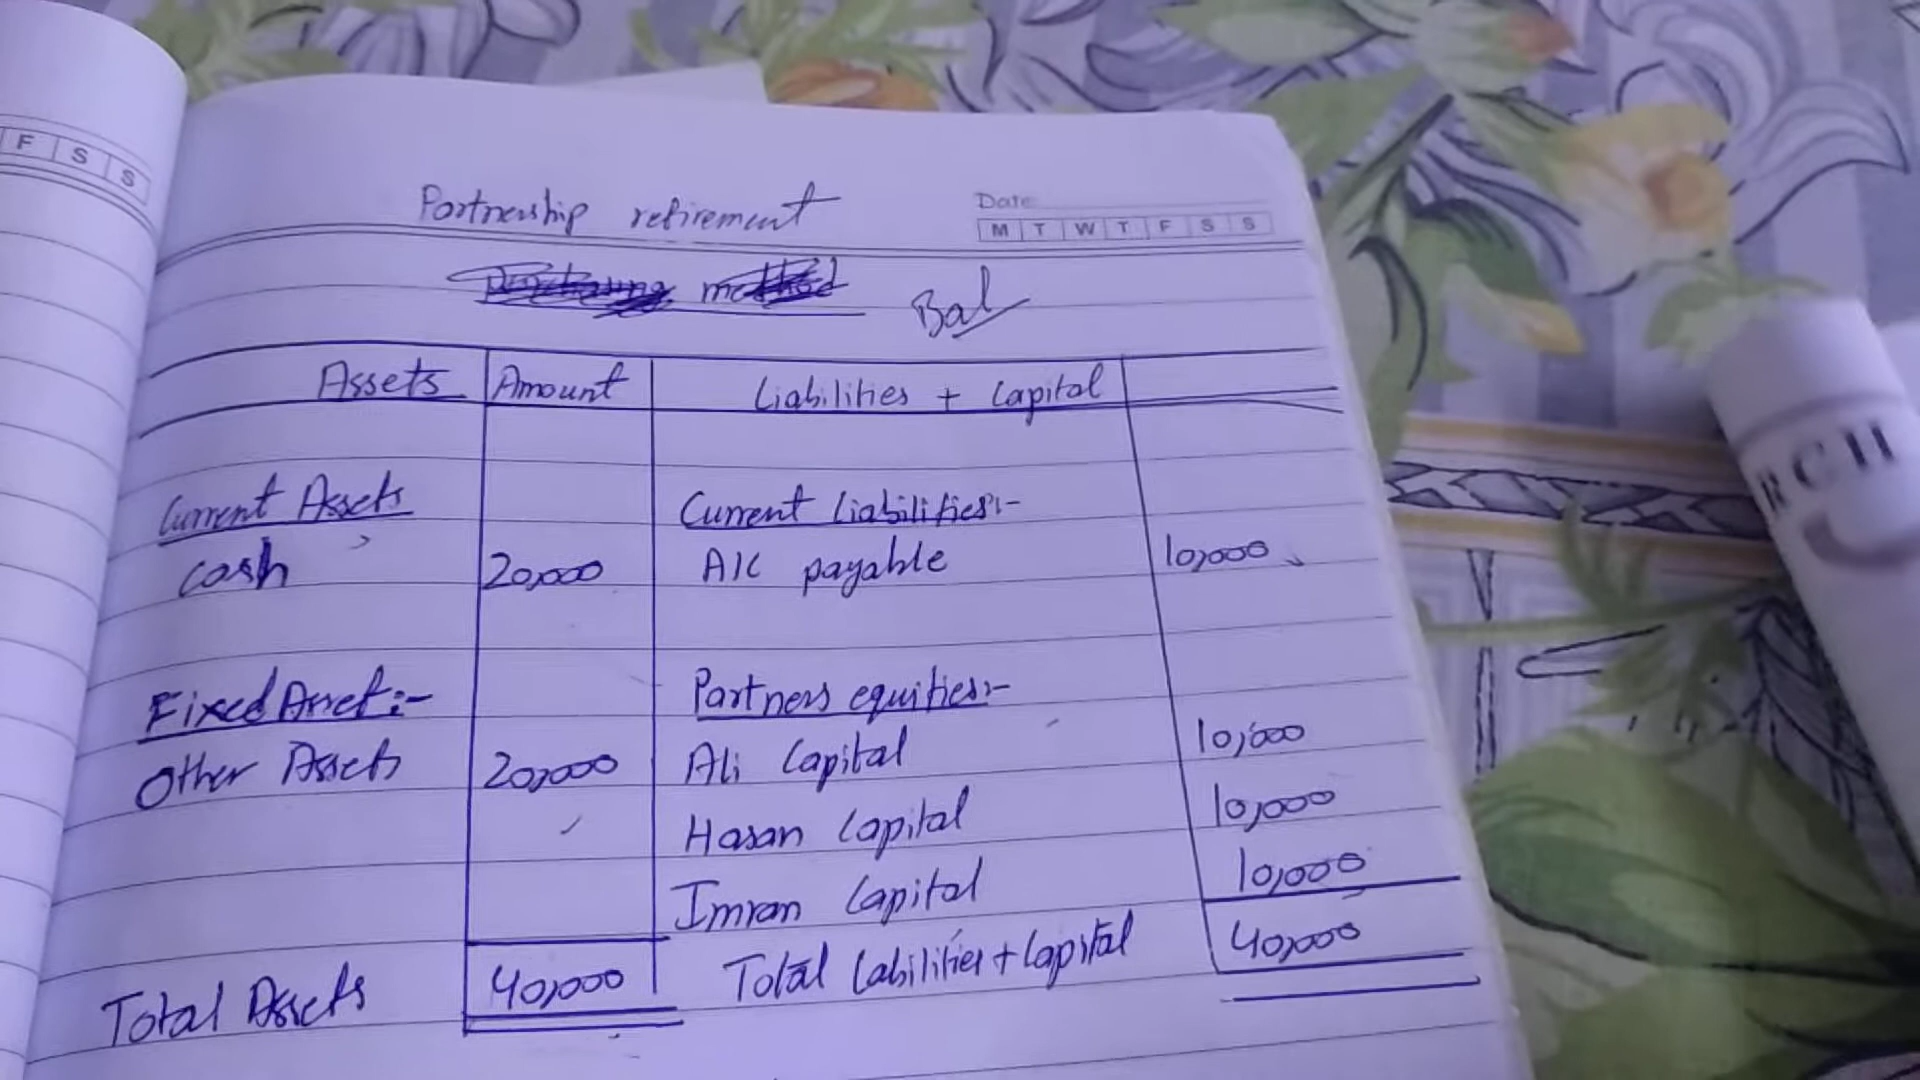 F S S
Partnership retirement
Date
M T W T F S S
Bal
Assets Amount Liabilities + Capital
Current Assets Current Liabilities:-
Cash 20,000 A/C payable 10,000
Fixed Asset:- Partners equities:-
Other Assets 20,000 Ali Capital 10,000
Hasan Capital 10,000
Imran Capital 10,000
Total Assets 40,000 Total Labilities + Capital 40,000
RCH